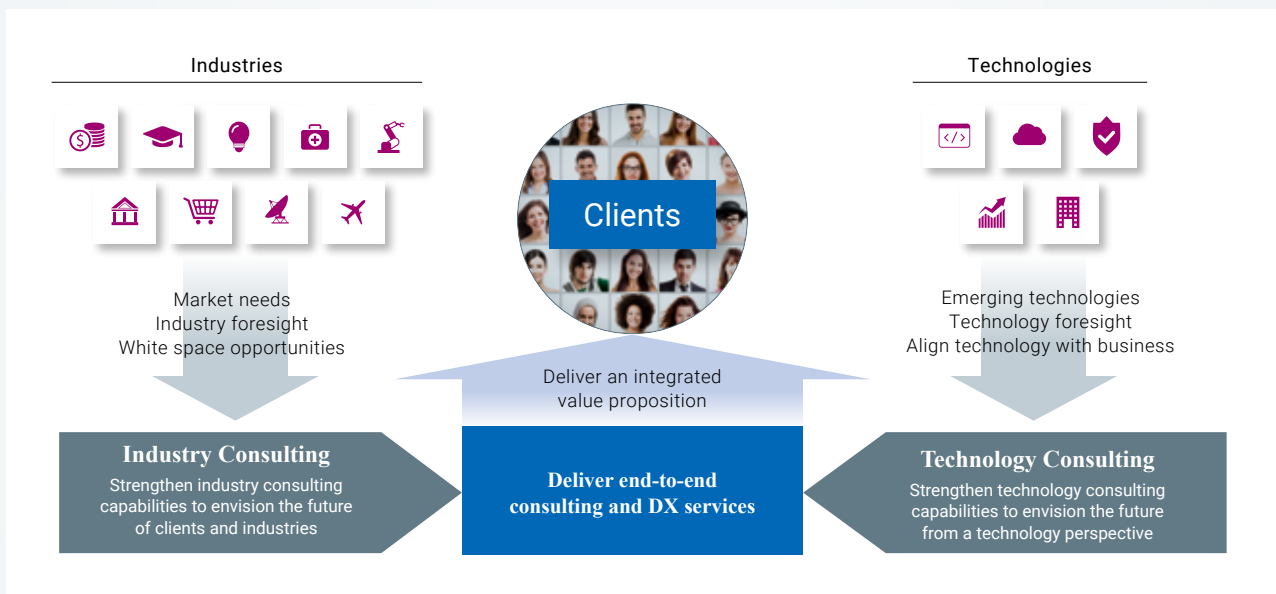 Industries
Technologies
</>
Clients
Market needs
Industry foresight
White space opportunities
Emerging technologies
Technology foresight
Align technology with business
Deliver an integrated
value proposition
Industry Consulting
Strengthen industry consulting
capabilities to envision the future
of clients and industries
Deliver end-to-end
consulting and DX services
Technology Consulting
Strengthen technology consulting
capabilities to envision the future
from a technology perspective